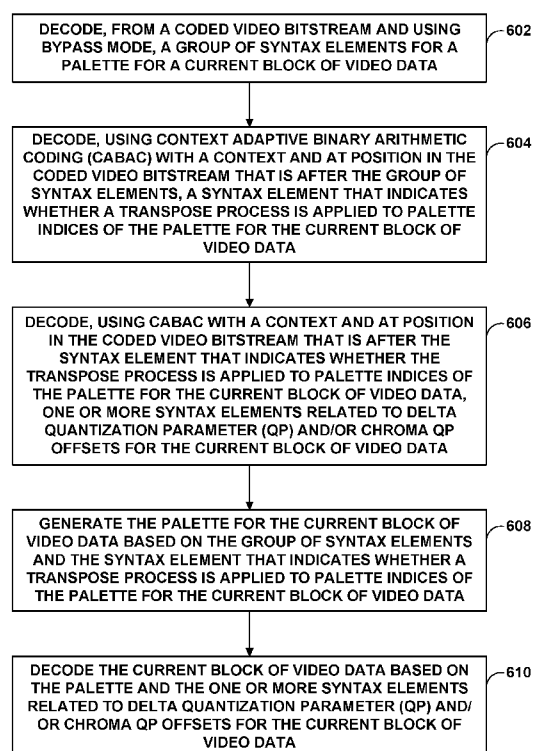 DECODE, FROM A CODED VIDEO BITSTREAM AND USING
BYPASS MODE, A GROUP OF SYNTAX ELEMENTS FOR A
PALETTE FOR A CURRENT BLOCK OF VIDEO DATA
602
DECODE, USING CONTEXT ADAPTIVE BINARY ARITHMETIC
CODING (CABAC) WITH A CONTEXT AND AT POSITION IN THE
CODED VIDEO BITSTREAM THAT IS AFTER THE GROUP OF
SYNTAX ELEMENTS, A SYNTAX ELEMENT THAT INDICATES
WHETHER A TRANSPOSE PROCESS IS APPLIED TO PALETTE
INDICES OF THE PALETTE FOR THE CURRENT BLOCK OF
VIDEO DATA
604
DECODE, USING CABAC WITH A CONTEXT AND AT POSITION
IN THE CODED VIDEO BITSTREAM THAT IS AFTER THE
SYNTAX ELEMENT THAT INDICATES WHETHER THE
TRANSPOSE PROCESS IS APPLIED TO PALETTE INDICES OF
THE PALETTE FOR THE CURRENT BLOCK OF VIDEO DATA,
ONE OR MORE SYNTAX ELEMENTS RELATED TO DELTA
QUANTIZATION PARAMETER (QP) AND/OR CHROMA QP
OFFSETS FOR THE CURRENT BLOCK OF VIDEO DATA
606
GENERATE THE PALETTE FOR THE CURRENT BLOCK OF
VIDEO DATA BASED ON THE GROUP OF SYNTAX ELEMENTS
AND THE SYNTAX ELEMENT THAT INDICATES WHETHER A
TRANSPOSE PROCESS IS APPLIED TO PALETTE INDICES OF
THE PALETTE FOR THE CURRENT BLOCK OF VIDEO DATA
608
DECODE THE CURRENT BLOCK OF VIDEO DATA BASED ON
THE PALETTE AND THE ONE OR MORE SYNTAX ELEMENTS
RELATED TO DELTA QUANTIZATION PARAMETER (QP) AND/
OR CHROMA QP OFFSETS FOR THE CURRENT BLOCK OF
VIDEO DATA
610